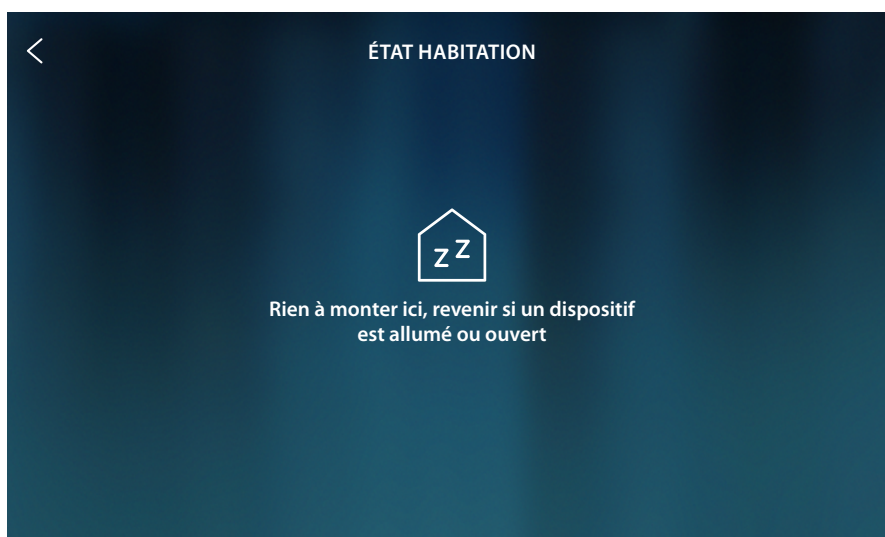 ÉTAT HABITATION
z Z
Rien à monter ici, revenir si un dispositif
est allumé ou ouvert